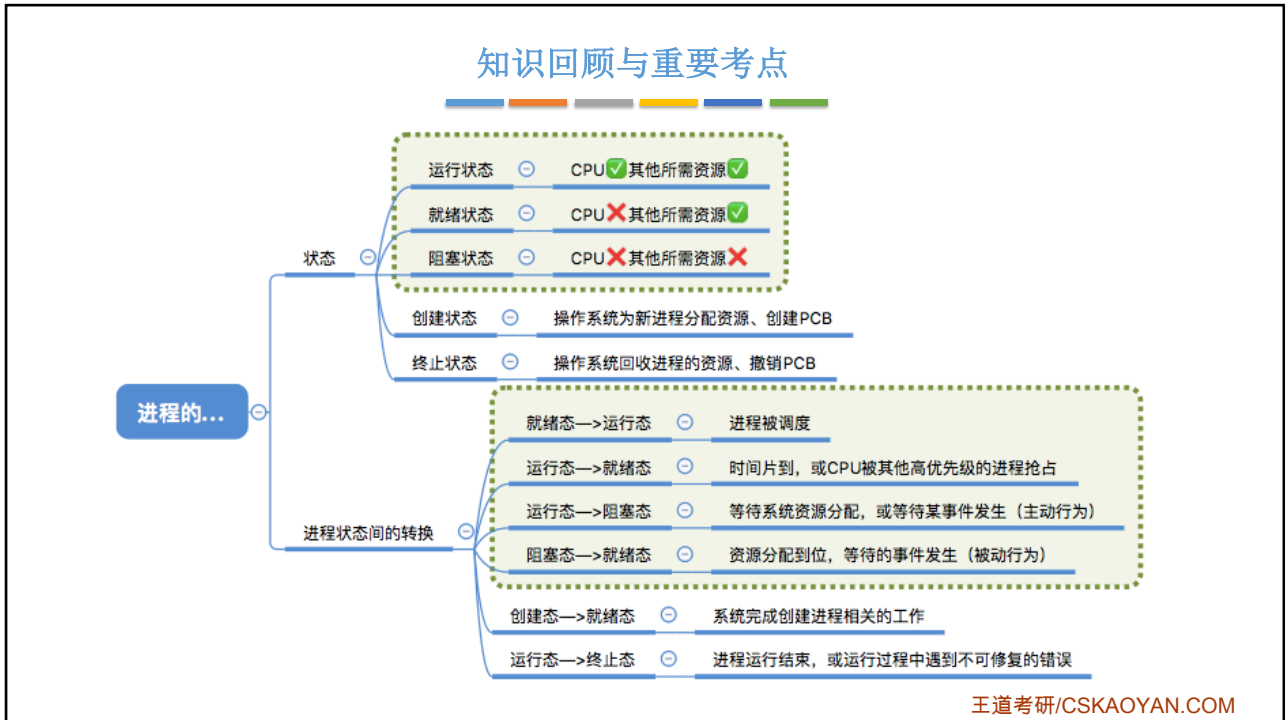 知识回顾与重要考点
运行状态 CPU✅其他所需资源✅
就绪状态 CPU❌其他所需资源✅
状态
阻塞状态 CPU❌其他所需资源❌
创建状态 操作系统为新进程分配资源、创建PCB
终止状态 操作系统回收进程的资源、撤销PCB
进程的...
就绪态—>运行态 进程被调度
运行态—>就绪态 时间片到，或CPU被其他高优先级的进程抢占
运行态—>阻塞态 等待系统资源分配，或等待某事件发生（主动行为）
进程状态间的转换
阻塞态—>就绪态 资源分配到位，等待的事件发生（被动行为）
创建态—>就绪态 系统完成创建进程相关的工作
运行态—>终止态 进程运行结束，或运行过程中遇到不可修复的错误
王道考研/CSKAOYAN.COM